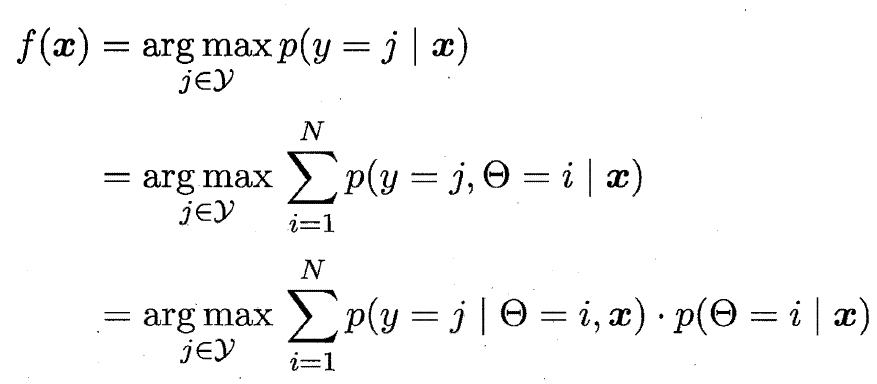 f(𝒙) = arg max_{j∈𝒴} p(y = j | 𝒙)
= arg max_{j∈𝒴} ∑_{i=1}^{N} p(y = j, Θ = i | 𝒙)
= arg max_{j∈𝒴} ∑_{i=1}^{N} p(y = j | Θ = i, 𝒙) · p(Θ = i | 𝒙)